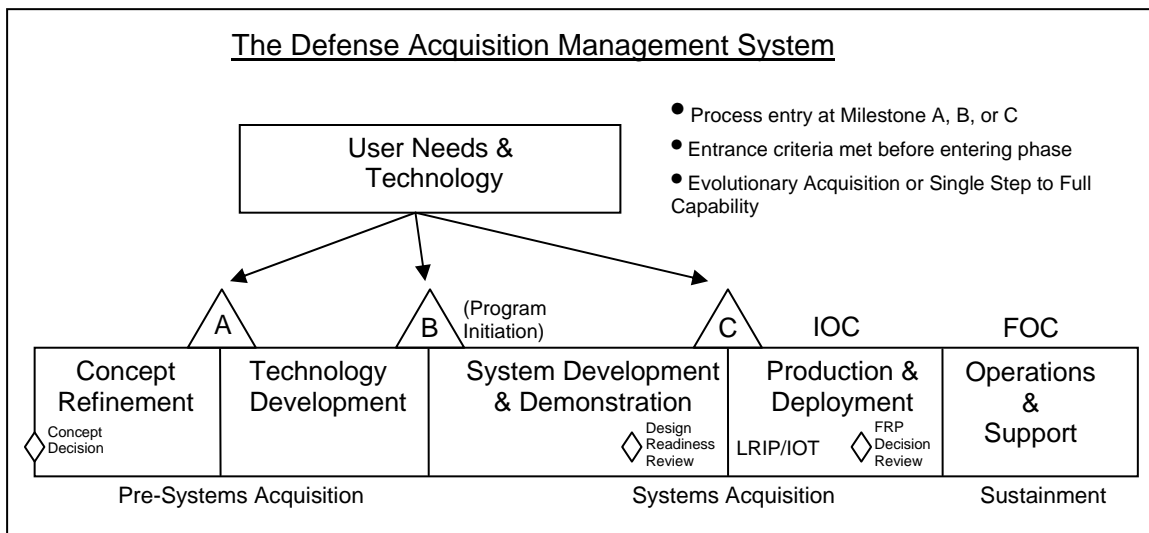 The Defense Acquisition Management System
User Needs &
Technology
● Process entry at Milestone A, B, or C
● Entrance criteria met before entering phase
● Evolutionary Acquisition or Single Step to Full
Capability
A
B
(Program
Initiation)
C
IOC
FOC
Concept
Refinement
Concept
Decision
Technology
Development
System Development
& Demonstration
Design
Readiness
Review
Production &
Deployment
LRIP/IOT
FRP
Decision
Review
Operations
&
Support
Pre-Systems Acquisition
Systems Acquisition
Sustainment